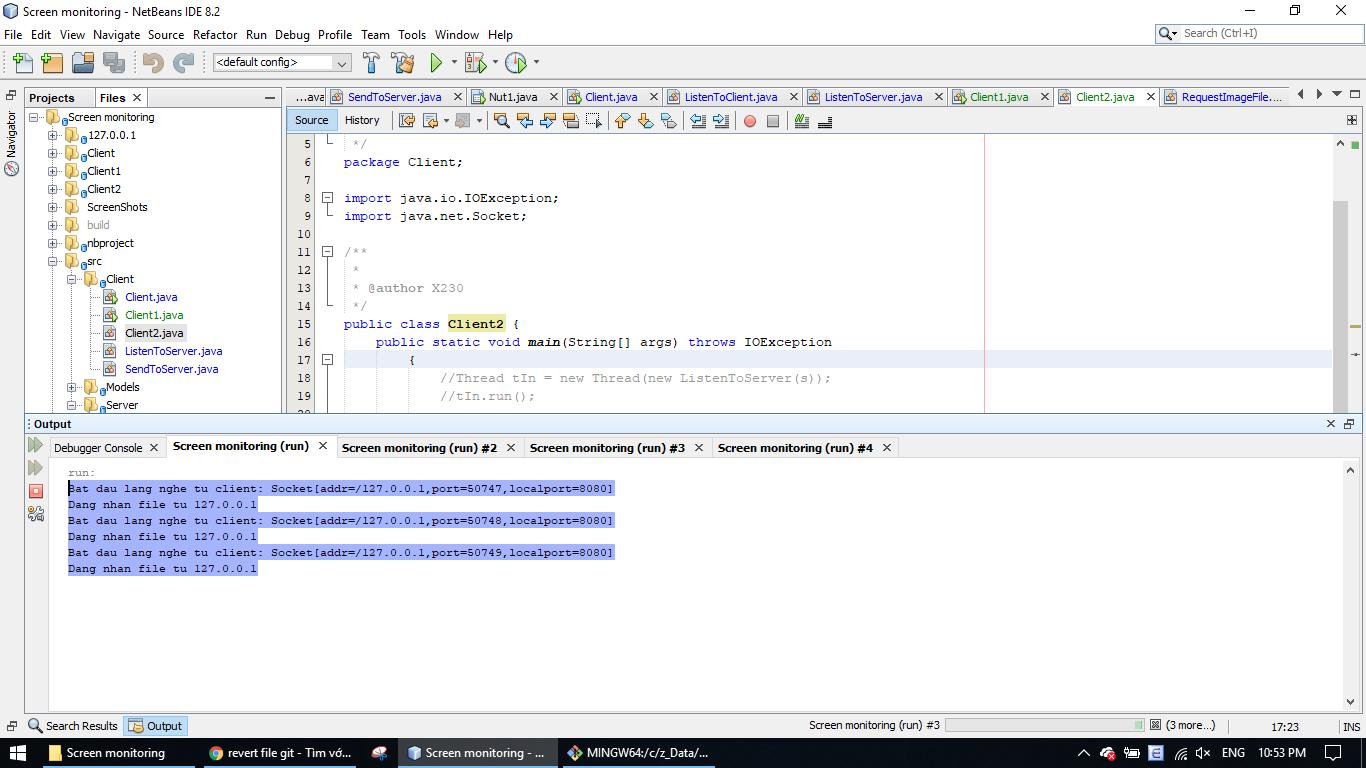 Screen monitoring - NetBeans IDE 8.2
File Edit View Navigate Source Refactor Run Debug Profile Team Tools Window Help
Search (Ctrl+I)
<default config>
Projects
Files
...ava
SendToServer.java
Nut1.java
Client.java
ListenToClient.java
ListenToServer.java
Client1.java
Client2.java
RequestImageFile....
Navigator
Screen monitoring
127.0.0.1
Client
Client1
Client2
ScreenShots
build
nbproject
src
Client
Client.java
Client1.java
Client2.java
ListenToServer.java
SendToServer.java
Models
Server
Source History
5 */
6 package Client;
7
8 import java.io.IOException;
9 import java.net.Socket;
10
11 /**
12 *
13 * @author X230
14 */
15 public class Client2 {
16 public static void main(String[] args) throws IOException
17 {
18 //Thread tIn = new Thread(new ListenToServer(s));
19 //tIn.run();
Output
Debugger Console
Screen monitoring (run)
Screen monitoring (run) #2
Screen monitoring (run) #3
Screen monitoring (run) #4
run:
Bat dau lang nghe tu client: Socket[addr=/127.0.0.1,port=50747,localport=8080]
Dang nhan file tu 127.0.0.1
Bat dau lang nghe tu client: Socket[addr=/127.0.0.1,port=50748,localport=8080]
Dang nhan file tu 127.0.0.1
Bat dau lang nghe tu client: Socket[addr=/127.0.0.1,port=50749,localport=8080]
Dang nhan file tu 127.0.0.1
Search Results
Output
Screen monitoring (run) #3
(3 more...)
17:23
INS
Screen monitoring
revert file git - Tìm vớ...
Screen monitoring - ...
MINGW64:/c/z_Data/...
ENG
10:53 PM